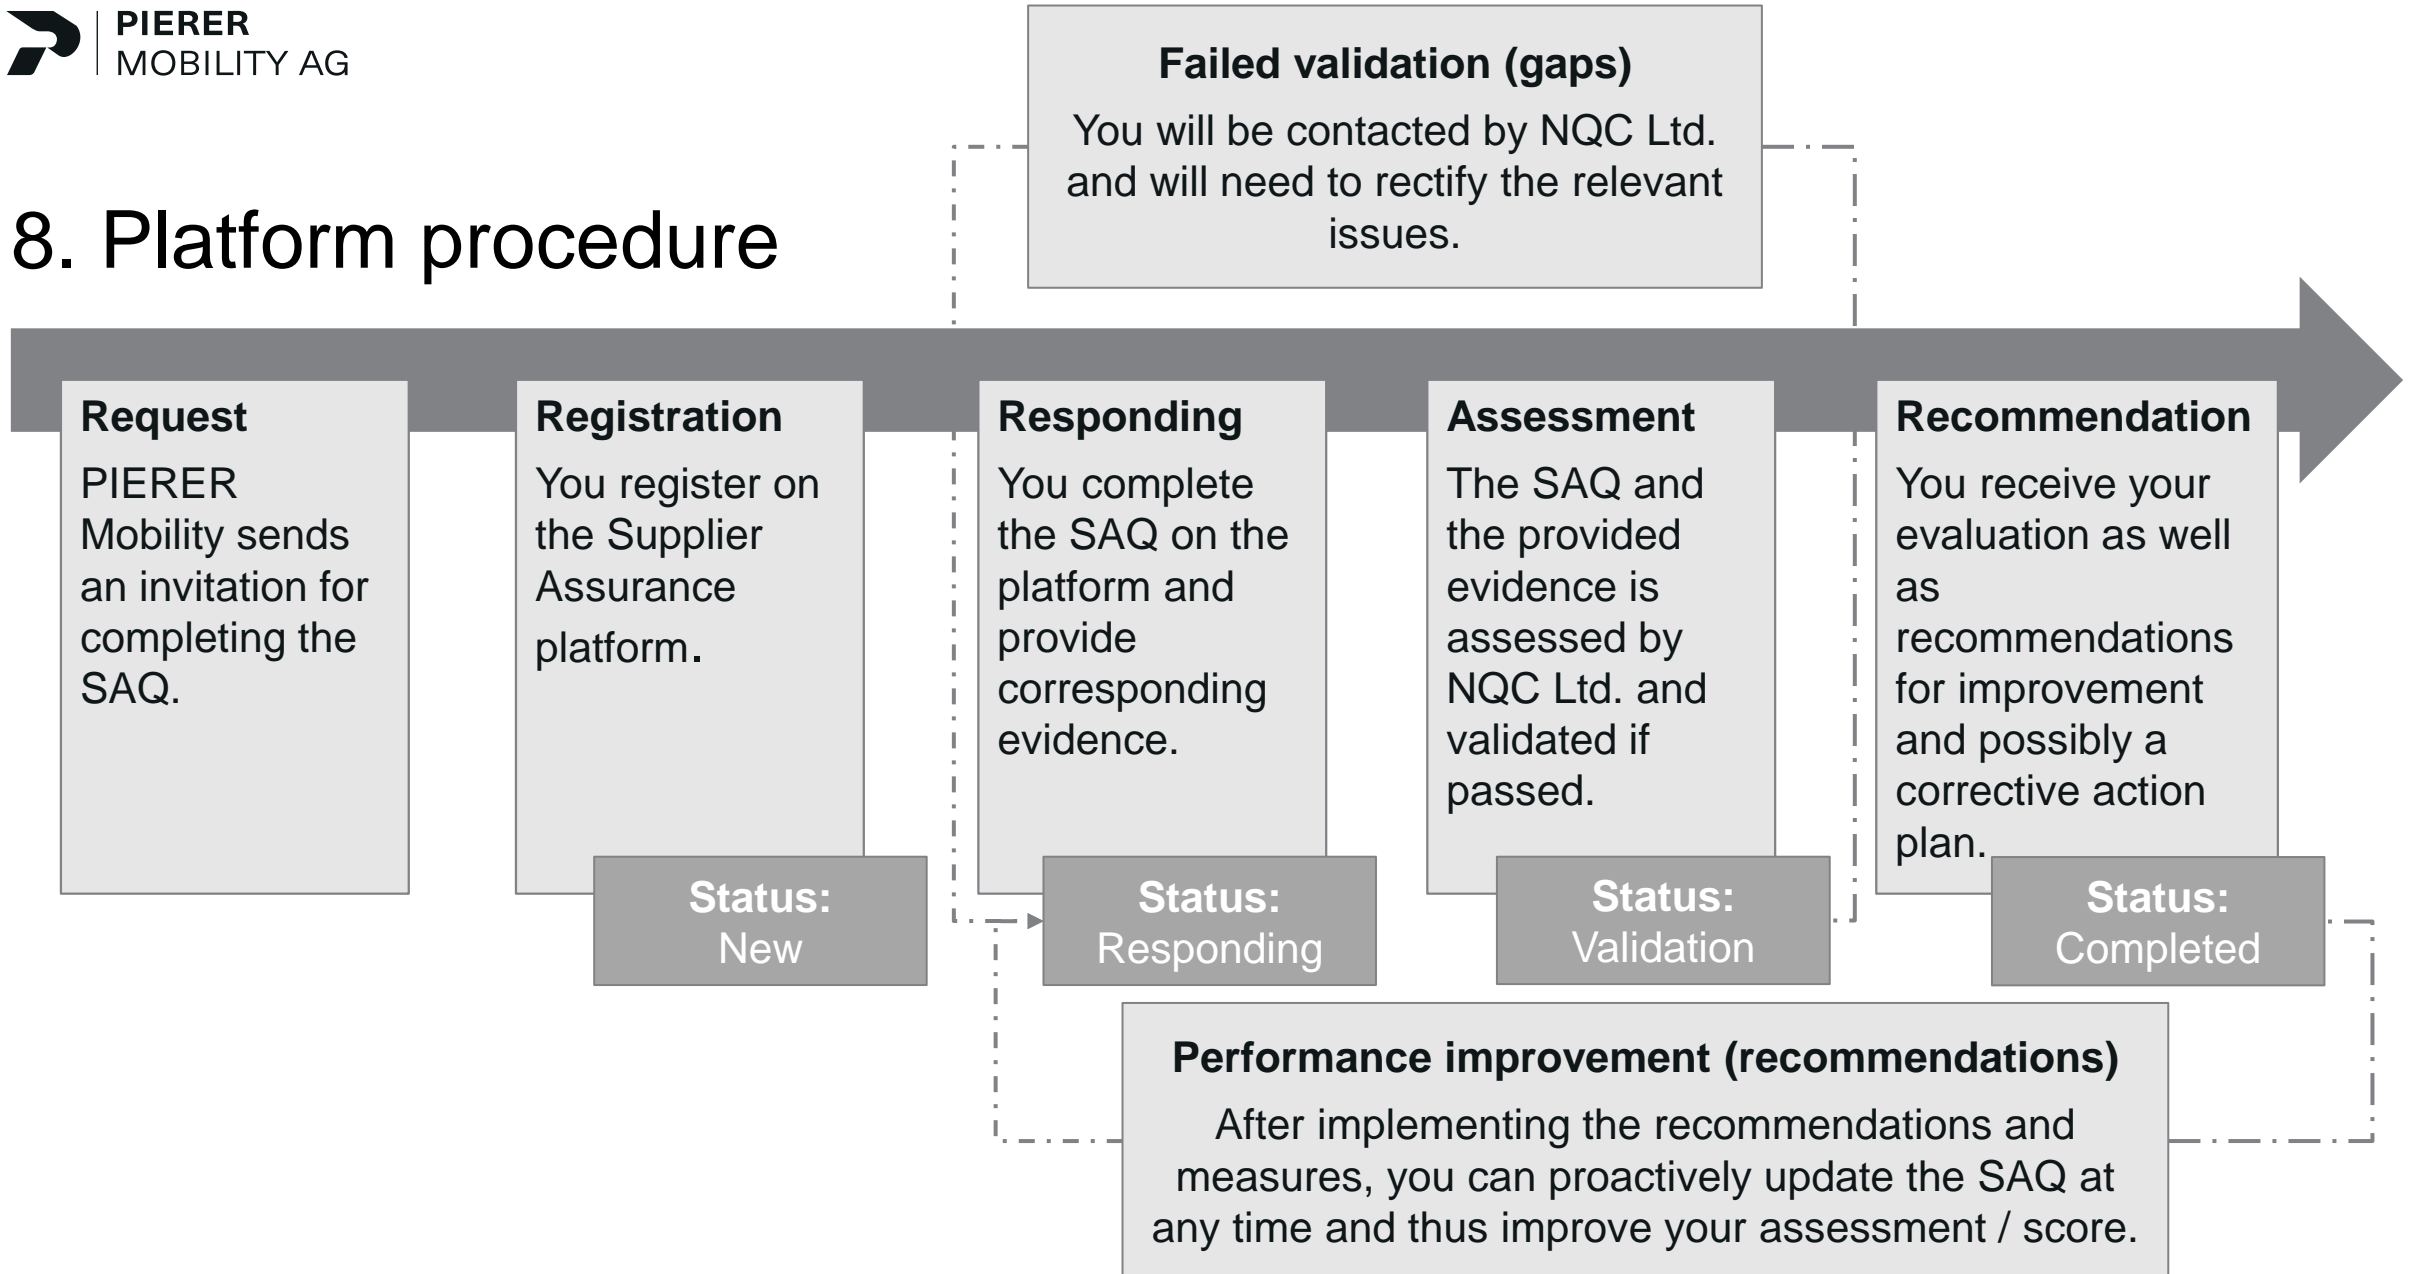 PIERER
MOBILITY AG
Failed validation (gaps)
You will be contacted by NQC Ltd.
and will need to rectify the relevant
issues.
8. Platform procedure
Request
PIERER
Mobility sends
an invitation for
completing the
SAQ.
Registration
You register on
the Supplier
Assurance
platform.
Status:
New
Responding
You complete
the SAQ on the
platform and
provide
corresponding
evidence.
Status:
Responding
Assessment
The SAQ and
the provided
evidence is
assessed by
NQC Ltd. and
validated if
passed.
Status:
Validation
Recommendation
You receive your
evaluation as well
as
recommendations
for improvement
and possibly a
corrective action
plan.
Status:
Completed
Performance improvement (recommendations)
After implementing the recommendations and
measures, you can proactively update the SAQ at
any time and thus improve your assessment / score.